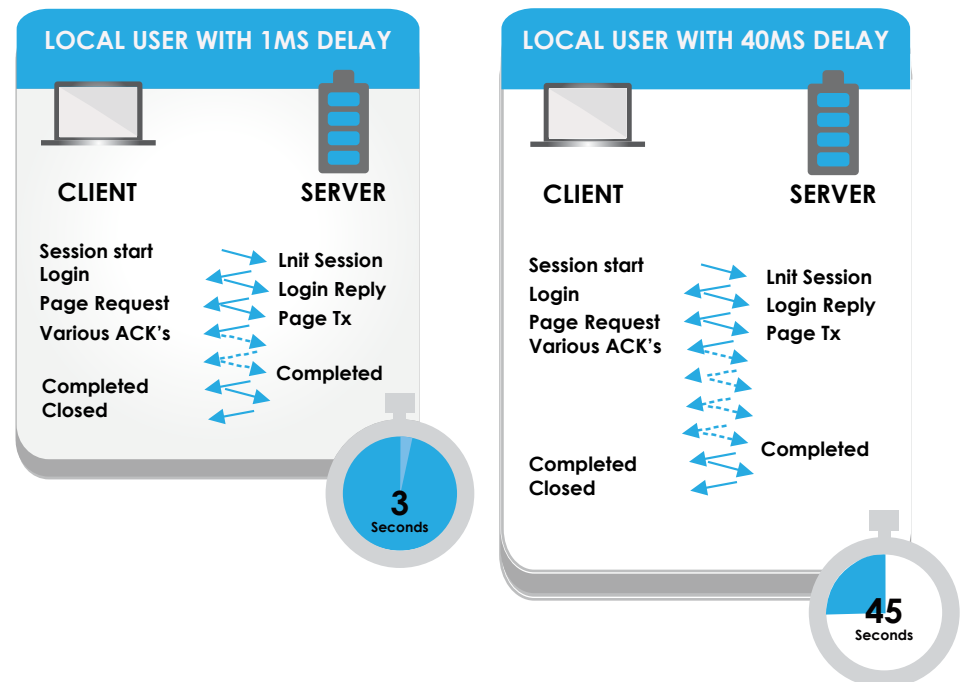 LOCAL USER WITH 1MS DELAY
CLIENT
SERVER
Session start
Login
Page Request
Various ACK's
Completed
Closed
Lnit Session
Login Reply
Page Tx
Completed
3
Seconds
LOCAL USER WITH 40MS DELAY
CLIENT
SERVER
Session start
Login
Page Request
Various ACK's
Completed
Closed
Lnit Session
Login Reply
Page Tx
Completed
45
Seconds